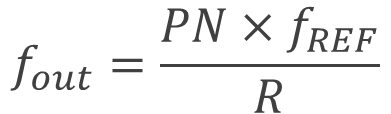 f_out = (PN × f_REF) / R